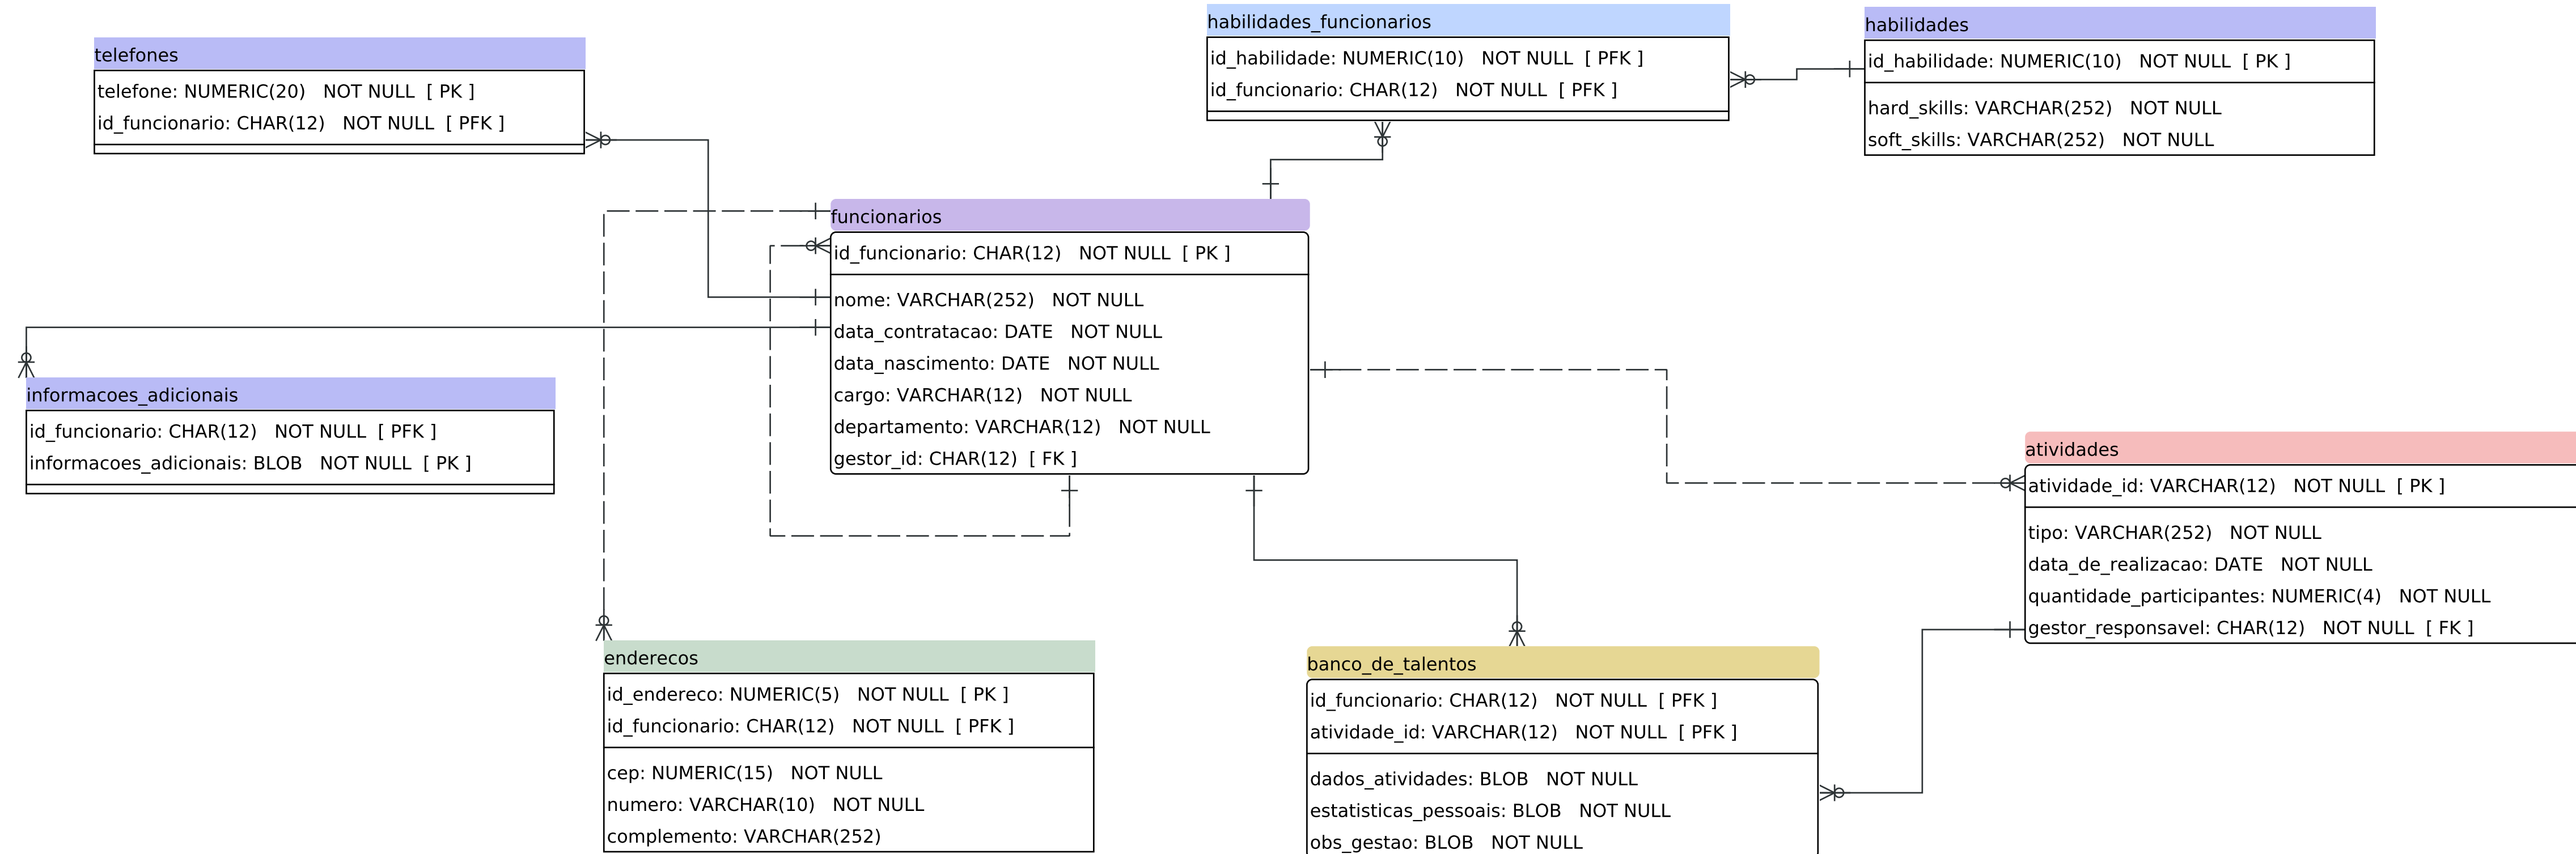 telefones
telefone: NUMERIC(20) NOT NULL [ PK ]
id_funcionario: CHAR(12) NOT NULL [ PFK ]
habilidades_funcionarios
id_habilidade: NUMERIC(10) NOT NULL [ PFK ]
id_funcionario: CHAR(12) NOT NULL [ PFK ]
habilidades
id_habilidade: NUMERIC(10) NOT NULL [ PK ]
hard_skills: VARCHAR(252) NOT NULL
soft_skills: VARCHAR(252) NOT NULL
funcionarios
id_funcionario: CHAR(12) NOT NULL [ PK ]
nome: VARCHAR(252) NOT NULL
data_contratacao: DATE NOT NULL
data_nascimento: DATE NOT NULL
cargo: VARCHAR(12) NOT NULL
departamento: VARCHAR(12) NOT NULL
gestor_id: CHAR(12) [ FK ]
informacoes_adicionais
id_funcionario: CHAR(12) NOT NULL [ PFK ]
informacoes_adicionais: BLOB NOT NULL [ PK ]
atividades
atividade_id: VARCHAR(12) NOT NULL [ PK ]
tipo: VARCHAR(252) NOT NULL
data_de_realizacao: DATE NOT NULL
quantidade_participantes: NUMERIC(4) NOT NULL
gestor_responsavel: CHAR(12) NOT NULL [ FK ]
enderecos
id_endereco: NUMERIC(5) NOT NULL [ PK ]
id_funcionario: CHAR(12) NOT NULL [ PFK ]
cep: NUMERIC(15) NOT NULL
numero: VARCHAR(10) NOT NULL
complemento: VARCHAR(252)
banco_de_talentos
id_funcionario: CHAR(12) NOT NULL [ PFK ]
atividade_id: VARCHAR(12) NOT NULL [ PFK ]
dados_atividades: BLOB NOT NULL
estatisticas_pessoais: BLOB NOT NULL
obs_gestao: BLOB NOT NULL